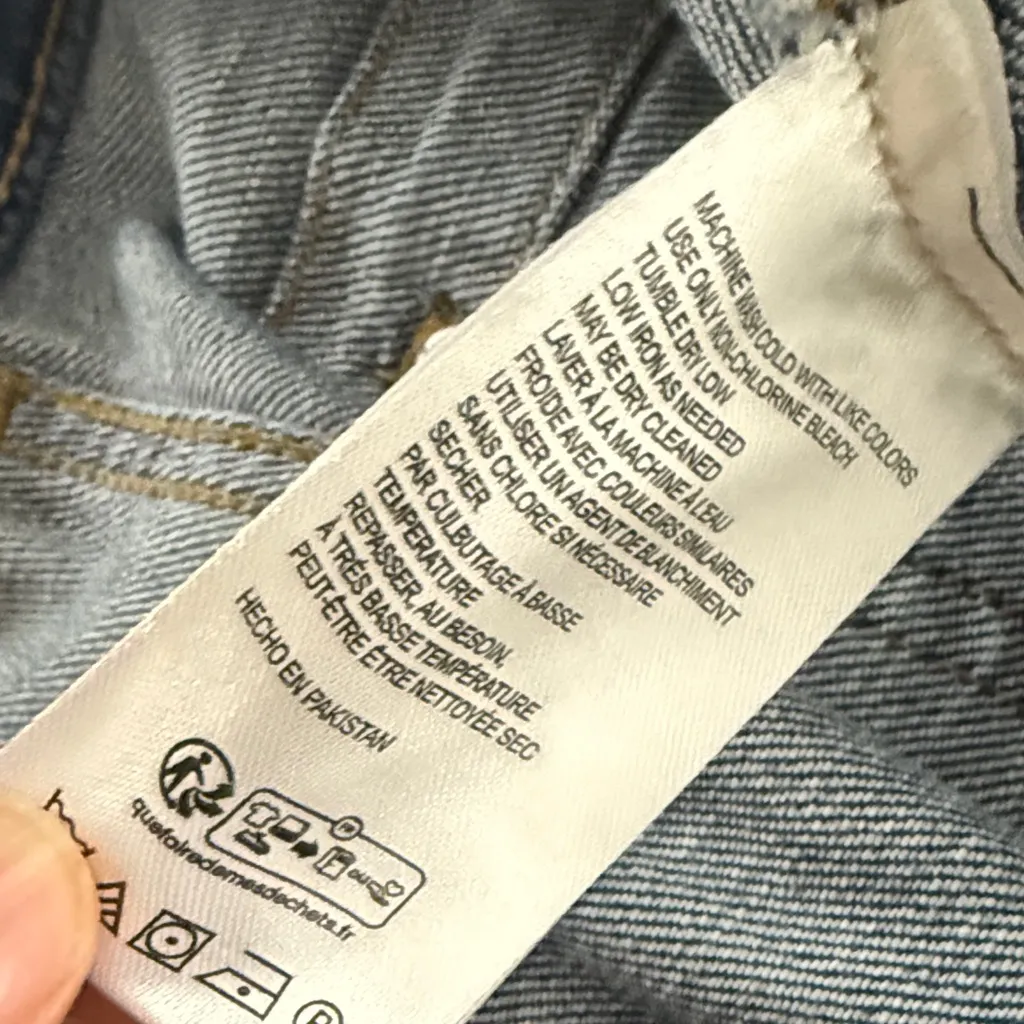 MACHINE WASH COLD WITH LIKE COLORS
USE ONLY NON-CHLORINE BLEACH
TUMBLE DRY LOW
LOW IRON AS NEEDED
MAY BE DRY CLEANED
LAVER À LA MACHINE À L'EAU
FROIDE AVEC COULEURS SIMILAIRES
UTILISER UN AGENT DE BLANCHIMENT
SANS CHLORE SI NÉCESSAIRE
SÉCHER
PAR CULBUTAGE À BASSE
TEMPÉRATURE
REPASSER, AU BESOIN.
À TRÈS BASSE TEMPÉRATURE
PEUT-ÊTRE ÊTRE NETTOYÉE SEC
HECHO EN PAKISTAN
FR
ou
quefairedemesdechets.fr
P